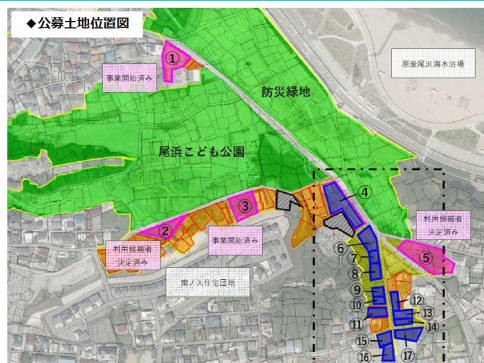 ◆公募土地位置図
①
事業開始済み
原釜尾浜海水浴場
防災緑地
尾浜こども公園
④
③
②
利用候補者
決定済み
⑥
⑤
事業開始済み
利用候補者
決定済み
⑦
⑧
南ノ入住宅団地
⑨
⑩
⑫
⑪
⑬
⑭
⑮
⑯
⑰